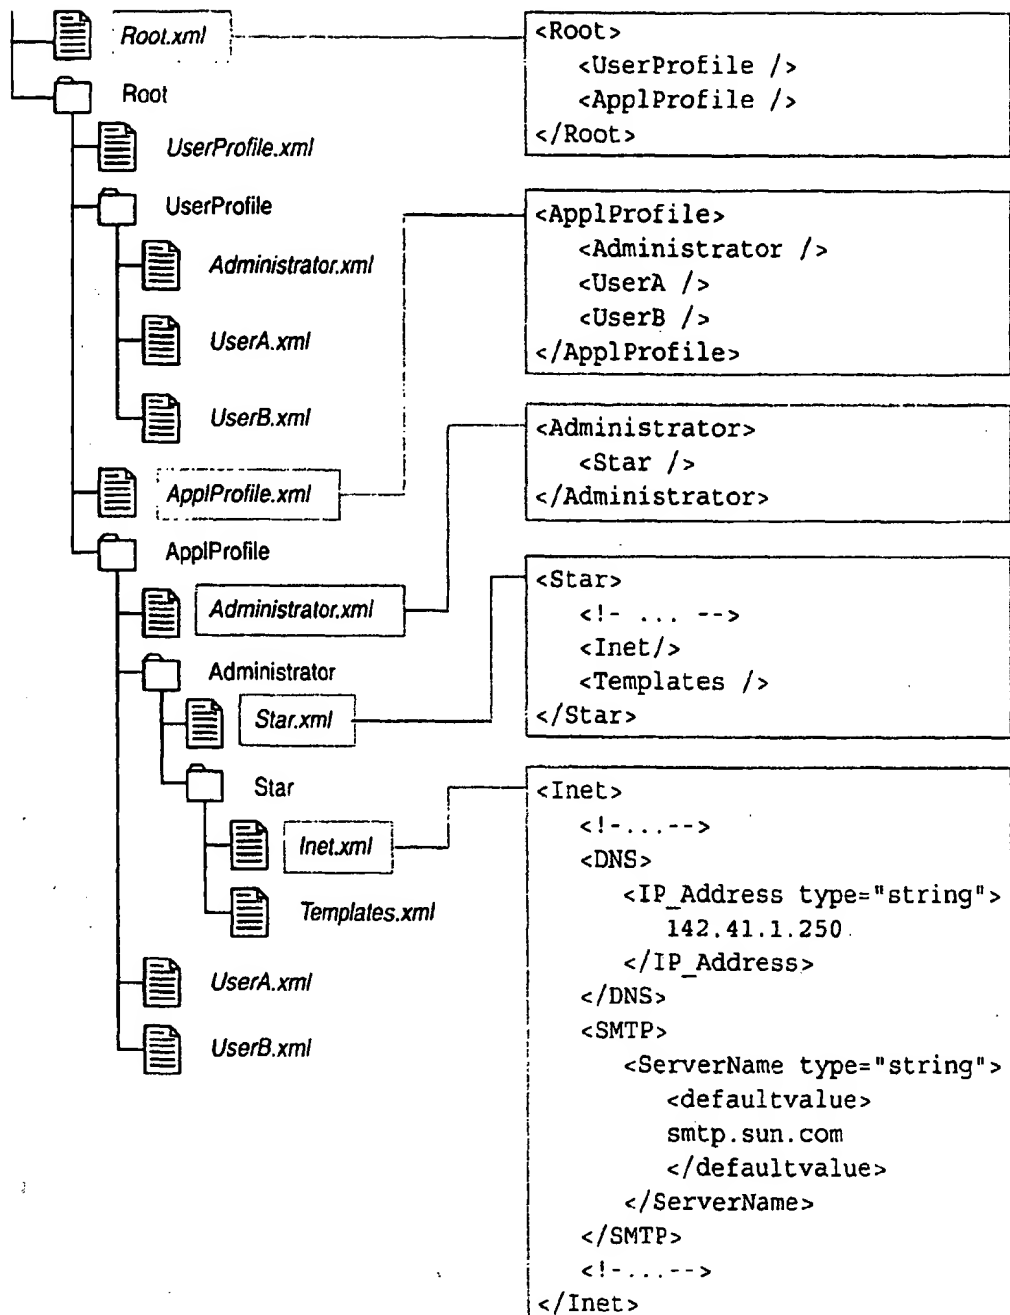 Root.xml
Root
UserProfile.xml
UserProfile
Administrator.xml
UserA.xml
UserB.xml
ApplProfile.xml
ApplProfile
Administrator.xml
Administrator
Star.xml
Star
Inet.xml
Templates.xml
UserA.xml
UserB.xml
<Root>
<UserProfile />
<ApplProfile />
</Root>
<ApplProfile>
<Administrator />
<UserA />
<UserB />
</ApplProfile>
<Administrator>
<Star />
</Administrator>
<Star>
<!- ... -->
<Inet/>
<Templates />
</Star>
<Inet>
<!-...-->
<DNS>
<IP_Address type="string">
142.41.1.250
</IP_Address>
</DNS>
<SMTP>
<ServerName type="string">
<defaultvalue>
smtp.sun.com
</defaultvalue>
</ServerName>
</SMTP>
<!-...-->
</Inet>